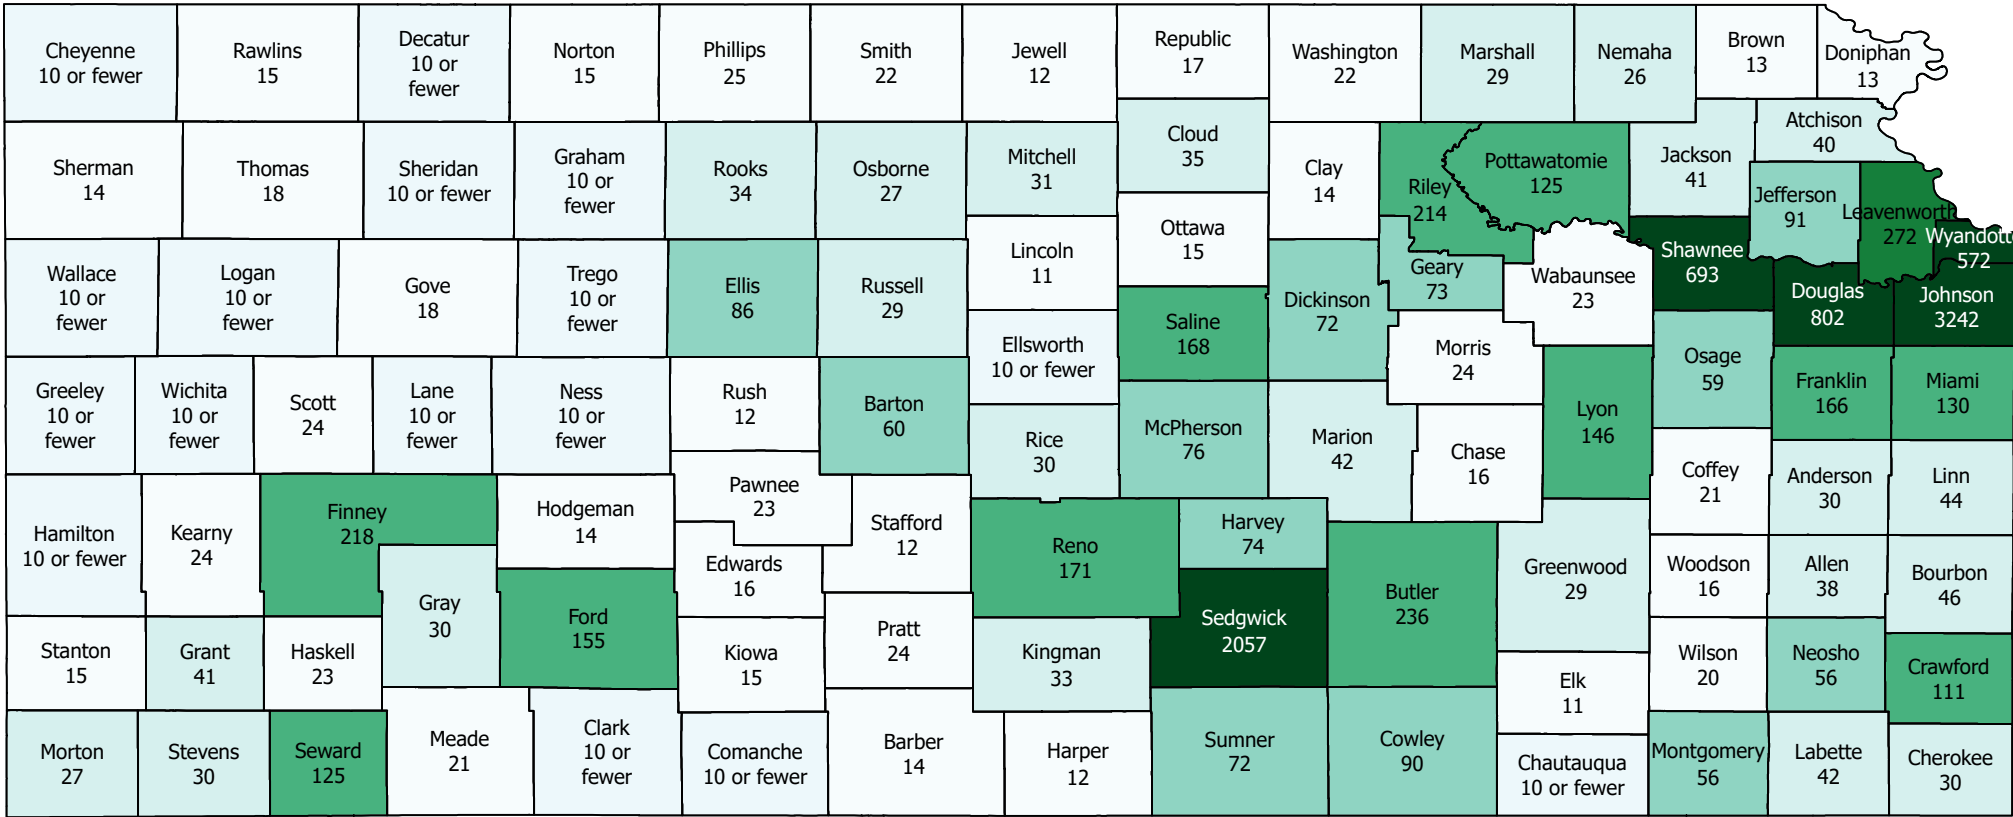 Cheyenne
10 or fewer
Rawlins
15
Decatur
10 or
fewer
Norton
15
Phillips
25
Smith
22
Jewell
12
Republic
17
Washington
22
Marshall
29
Nemaha
26
Brown
13
Doniphan
13
Sherman
14
Thomas
18
Sheridan
10 or fewer
Graham
10 or
fewer
Rooks
34
Osborne
27
Mitchell
31
Cloud
35
Clay
14
Riley
214
Pottawatomie
125
Jackson
41
Atchison
40
Jefferson
91
Leavenworth
272
Wyandott
572
Wallace
10 or
fewer
Logan
10 or
fewer
Gove
18
Trego
10 or
fewer
Ellis
86
Russell
29
Lincoln
11
Ottawa
15
Saline
168
Dickinson
72
Geary
73
Wabaunsee
23
Shawnee
693
Douglas
802
Johnson
3242
Greeley
10 or
fewer
Wichita
10 or
fewer
Scott
24
Lane
10 or
fewer
Ness
10 or
fewer
Rush
12
Barton
60
Ellsworth
10 or fewer
Rice
30
McPherson
76
Marion
42
Morris
24
Chase
16
Lyon
146
Osage
59
Franklin
166
Miami
130
Coffey
21
Anderson
30
Linn
44
Hamilton
10 or fewer
Kearny
24
Finney
218
Hodgeman
14
Pawnee
23
Stafford
12
Edwards
16
Gray
30
Ford
155
Reno
171
Harvey
74
Sedgwick
2057
Butler
236
Greenwood
29
Woodson
16
Allen
38
Bourbon
46
Stanton
15
Grant
41
Haskell
23
Kiowa
15
Pratt
24
Kingman
33
Elk
11
Wilson
20
Neosho
56
Crawford
111
Morton
27
Stevens
30
Seward
125
Meade
21
Clark
10 or
fewer
Comanche
10 or fewer
Barber
14
Harper
12
Sumner
72
Cowley
90
Chautauqua
10 or fewer
Montgomery
56
Labette
42
Cherokee
30